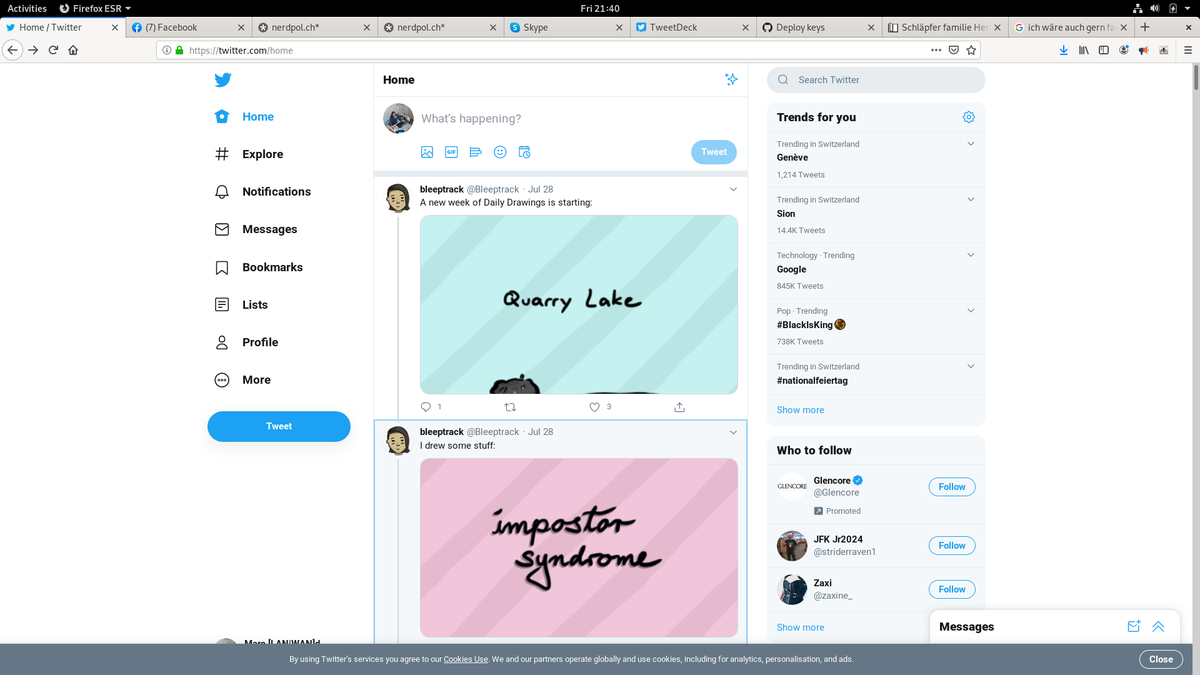 Activities Firefox ESR Fri 21:40
Home / Twitter (7) Facebook nerdpol.ch* nerdpol.ch* Skype TweetDeck Deploy keys Schläpfer familie Her ich wäre auch gern fa
https://twitter.com/home
Home
Explore
Notifications
Messages
Bookmarks
Lists
Profile
More
Tweet
Home
What's happening?
GIF
Tweet
bleeptrack @Bleeptrack · Jul 28
A new week of Daily Drawings is starting:
Quarry Lake
1 3
bleeptrack @Bleeptrack · Jul 28
I drew some stuff:
impostor
syndrome
Search Twitter
Trends for you
Trending in Switzerland
Genève
1,214 Tweets
Trending in Switzerland
Sion
14.4K Tweets
Technology · Trending
Google
845K Tweets
Pop · Trending
#BlackIsKing
738K Tweets
Trending in Switzerland
#nationalfeiertag
Show more
Who to follow
GLENCORE
Glencore
@Glencore
Follow
Promoted
JFK Jr2024
@striderraven1
Follow
Zaxi
@zaxine_
Follow
Show more
Messages
By using Twitter's services you agree to our Cookies Use. We and our partners operate globally and use cookies, including for analytics, personalisation, and ads.
Close